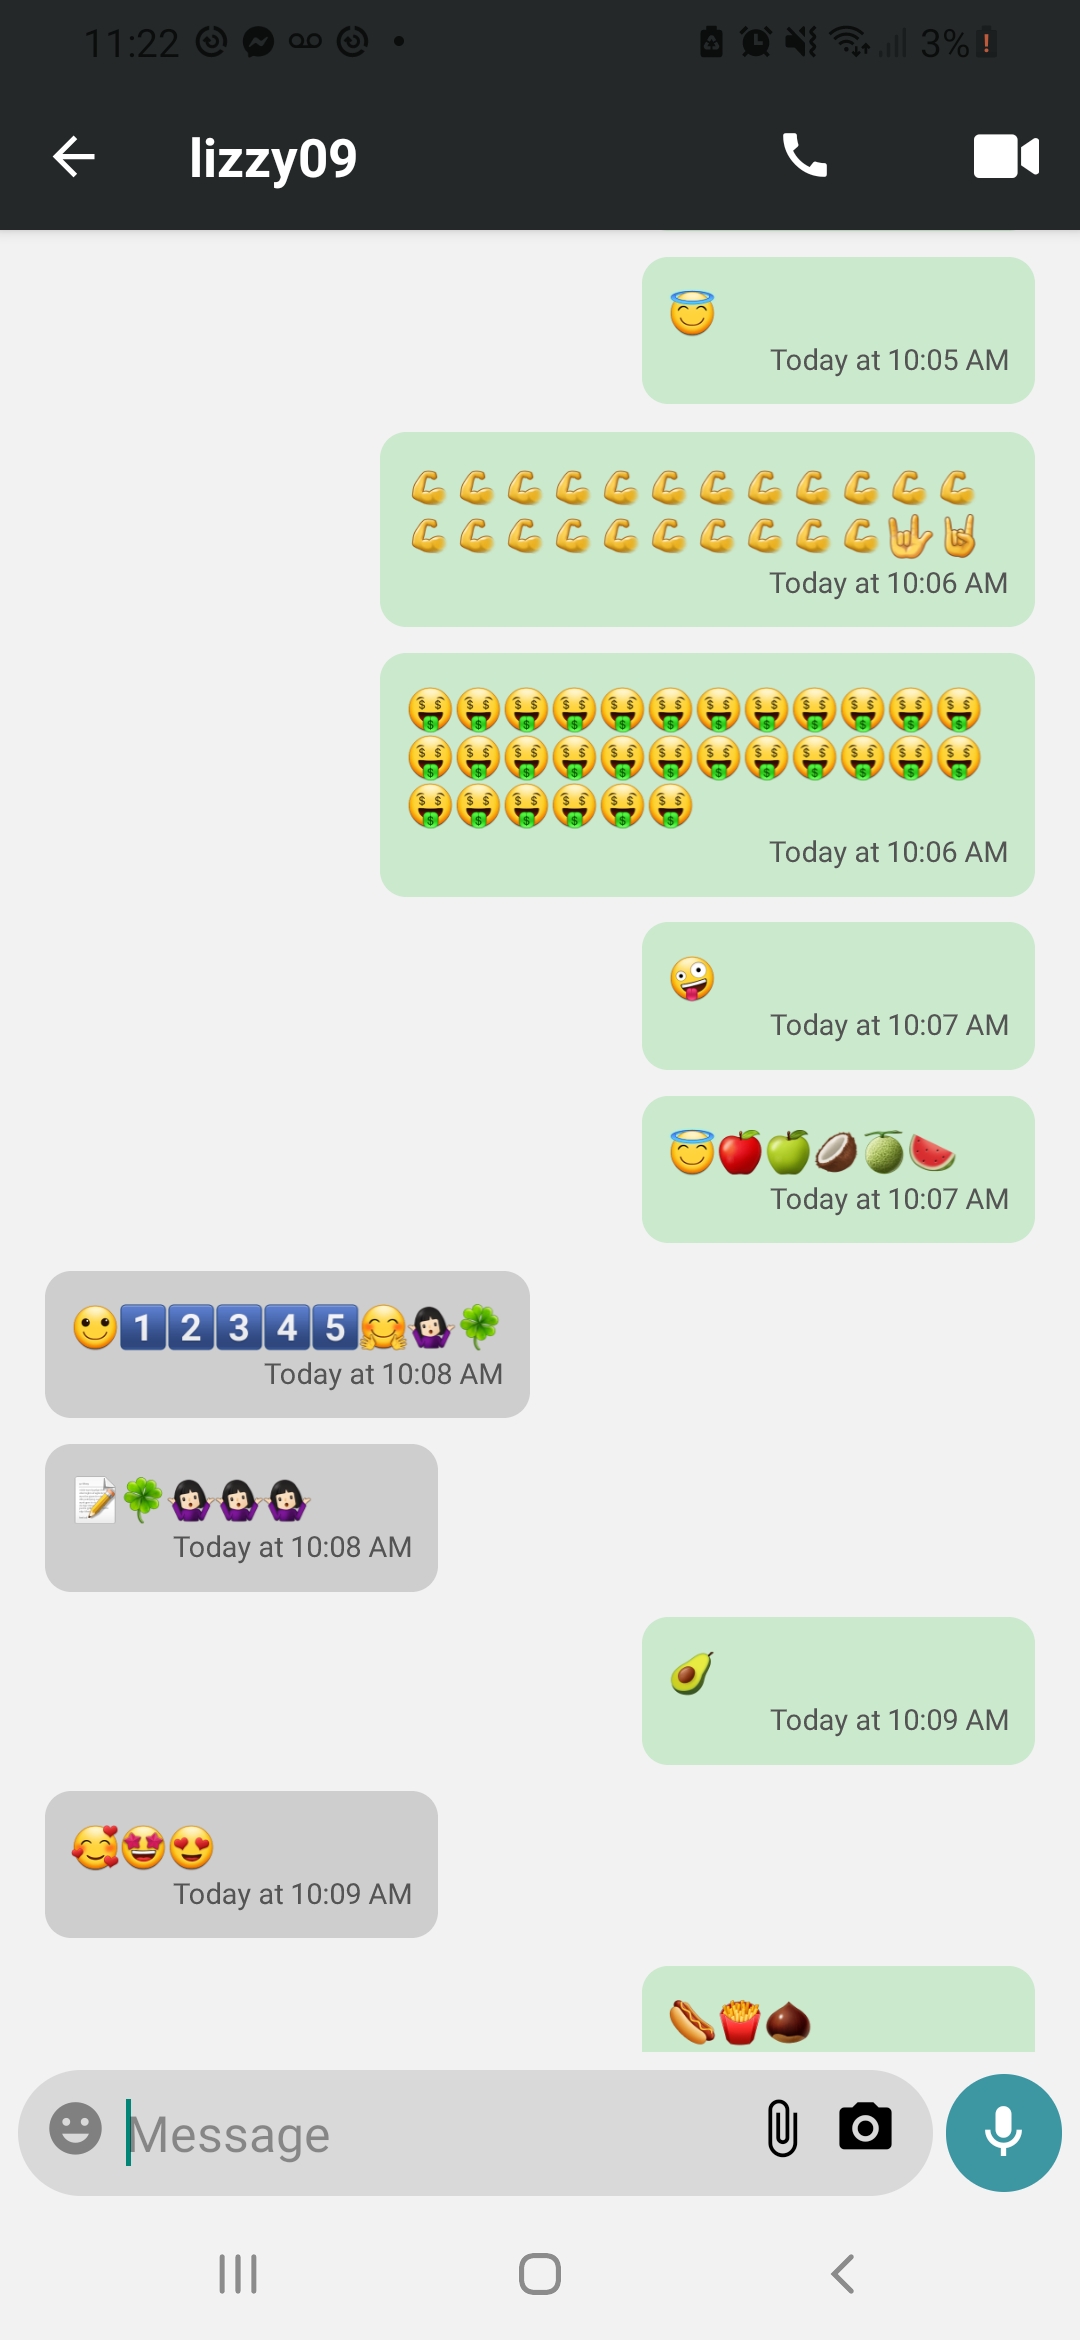 11:22 3%
lizzy09
😇
Today at 10:05 AM
💪💪💪💪💪💪💪💪💪💪💪💪
💪💪💪💪💪💪💪💪💪💪🤟🤘
Today at 10:06 AM
🤑🤑🤑🤑🤑🤑🤑🤑🤑🤑🤑🤑
🤑🤑🤑🤑🤑🤑🤑🤑🤑🤑🤑🤑
🤑🤑🤑🤑🤑🤑
Today at 10:06 AM
🤪
Today at 10:07 AM
😇🍎🍏🥥🍈🍉
Today at 10:07 AM
🙂1️⃣2️⃣3️⃣4️⃣5️⃣🤗🤷🏻‍♀️🍀
Today at 10:08 AM
📝🍀🤷🏻‍♀️🤷🏻‍♀️🤷🏻‍♀️
Today at 10:08 AM
🥑
Today at 10:09 AM
🥰🤩😍
Today at 10:09 AM
🌭🍟🌰
Message